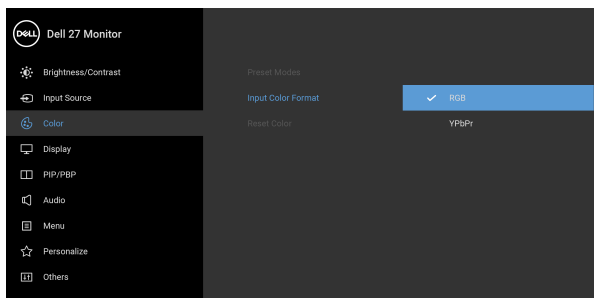 DELL Dell 27 Monitor
Brightness/Contrast
Preset Modes
Input Source
Input Color Format
RGB
Color
Reset Color
YPbPr
Display
PIP/PBP
Audio
Menu
Personalize
Others